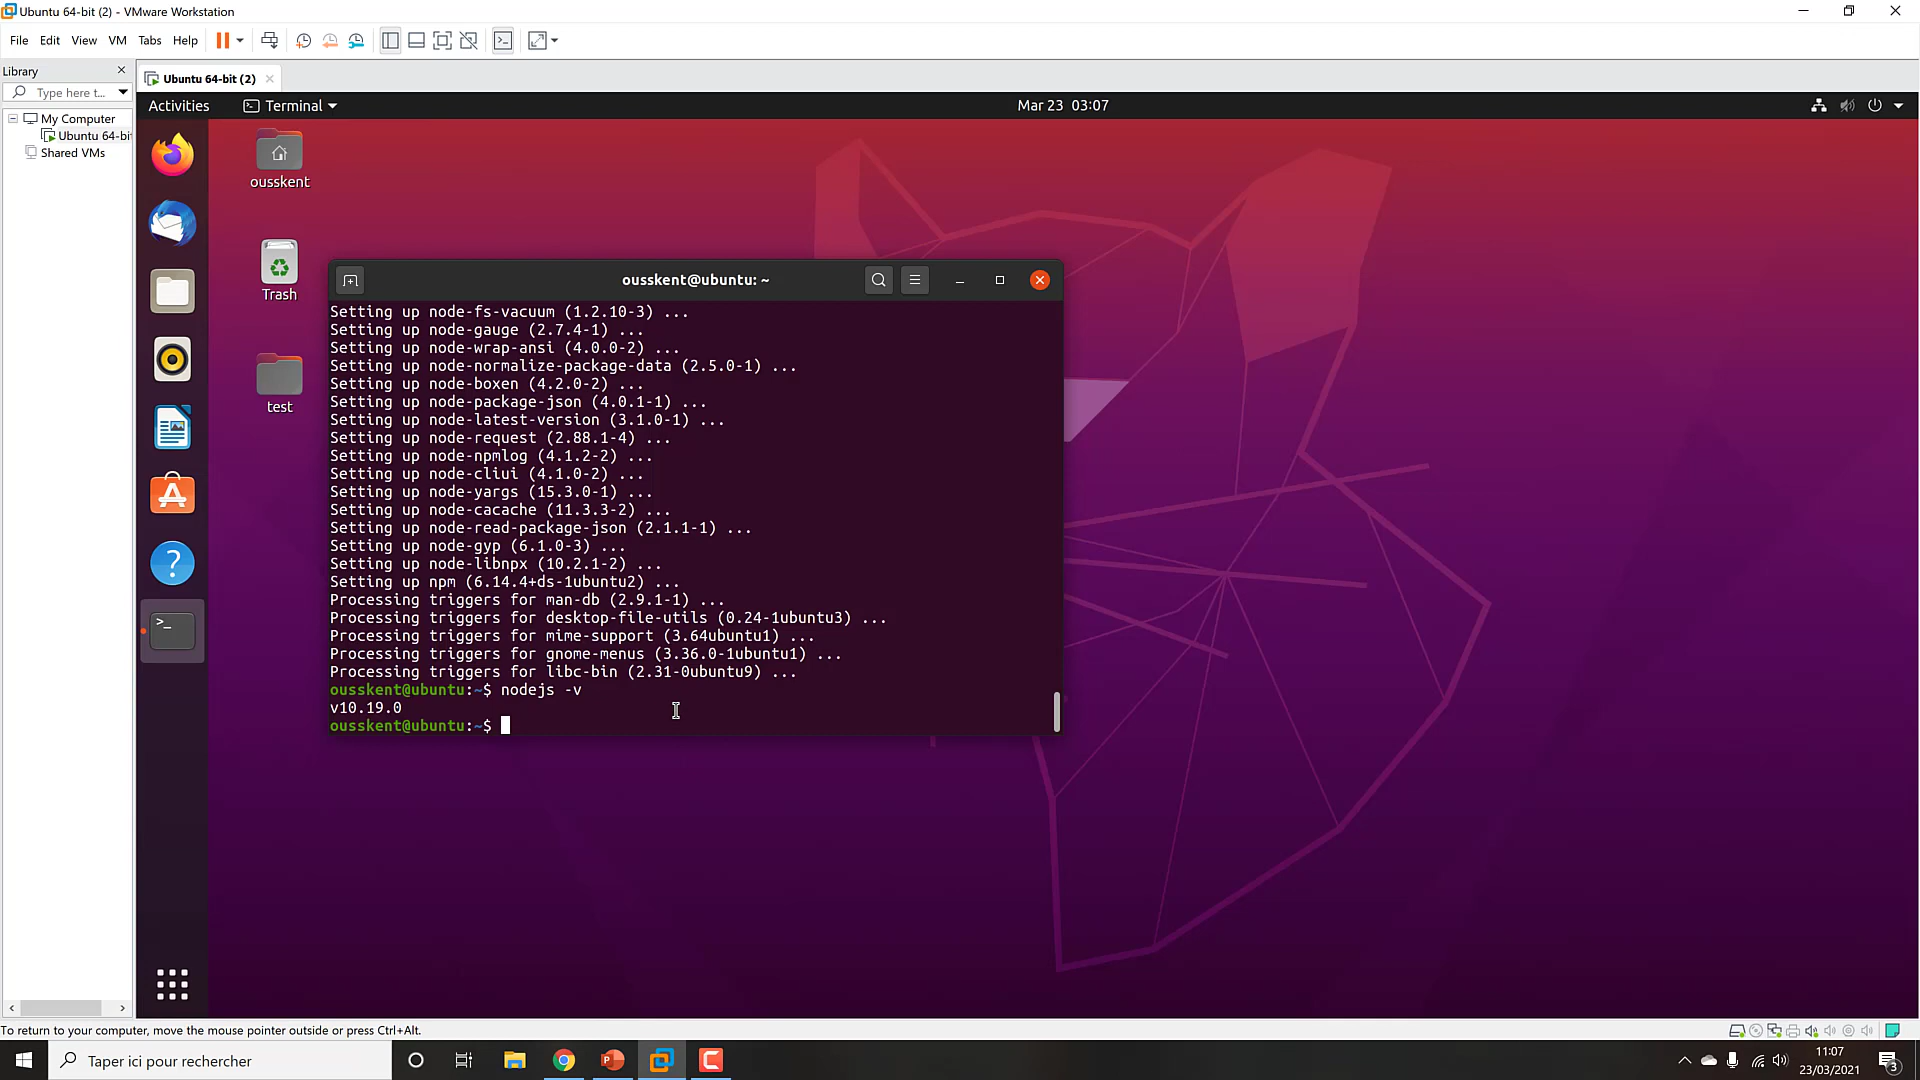 Ubuntu 64-bit (2) - VMware Workstation
File Edit View VM Tabs Help
Library
Ubuntu 64-bit (2)
Type here t...
Activities
Terminal
Mar 23 03:07
My Computer
Ubuntu 64-bit
Shared VMs
ousskent
Trash
test
ousskent@ubuntu: ~
Setting up node-fs-vacuum (1.2.10-3) ...
Setting up node-gauge (2.7.4-1) ...
Setting up node-wrap-ansi (4.0.0-2) ...
Setting up node-normalize-package-data (2.5.0-1) ...
Setting up node-boxen (4.2.0-2) ...
Setting up node-package-json (4.0.1-1) ...
Setting up node-latest-version (3.1.0-1) ...
Setting up node-request (2.88.1-4) ...
Setting up node-npmlog (4.1.2-2) ...
Setting up node-cliui (4.1.0-2) ...
Setting up node-yargs (15.3.0-1) ...
Setting up node-cacache (11.3.3-2) ...
Setting up node-read-package-json (2.1.1-1) ...
Setting up node-gyp (6.1.0-3) ...
Setting up node-libnpx (10.2.1-2) ...
Setting up npm (6.14.4+ds-1ubuntu2) ...
Processing triggers for man-db (2.9.1-1) ...
Processing triggers for desktop-file-utils (0.24-1ubuntu3) ...
Processing triggers for mime-support (3.64ubuntu1) ...
Processing triggers for gnome-menus (3.36.0-1ubuntu1) ...
Processing triggers for libc-bin (2.31-0ubuntu9) ...
ousskent@ubuntu:~$ nodejs -v
v10.19.0
ousskent@ubuntu:~$
To return to your computer, move the mouse pointer outside or press Ctrl+Alt.
Taper ici pour rechercher
11:07
23/03/2021
3